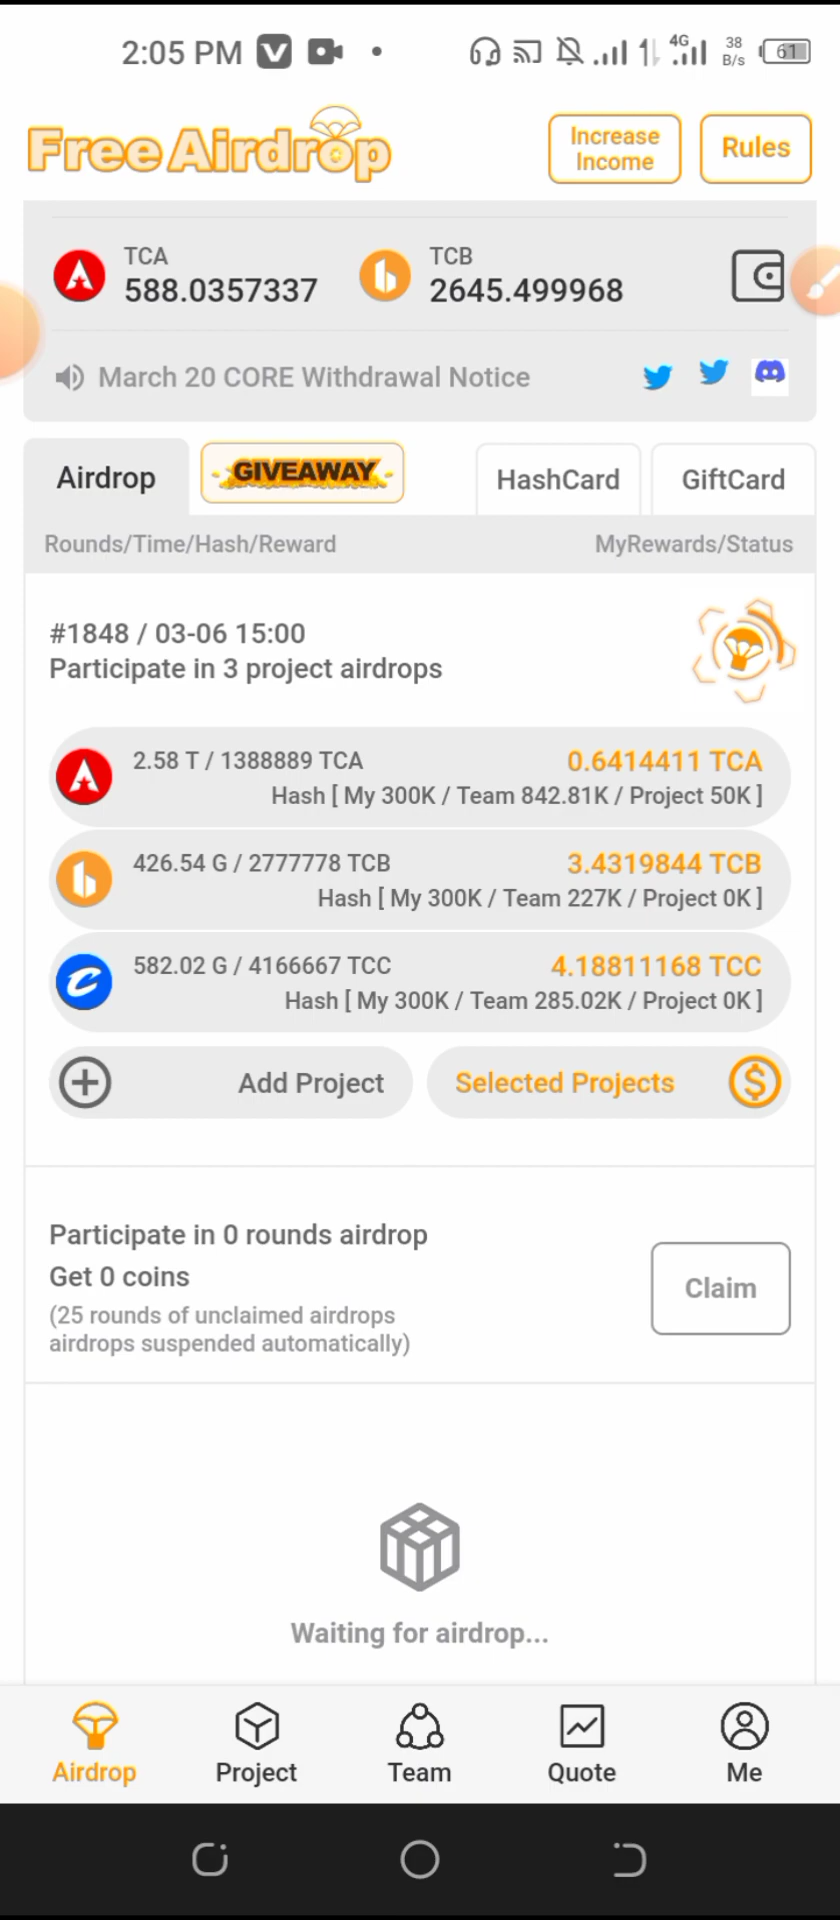 2:05 PM
4G
38
B/s
61
Free Airdrop
Increase
Income
Rules
TCA
588.0357337
TCB
2645.499968
March 20 CORE Withdrawal Notice
Airdrop
GIVEAWAY
HashCard
GiftCard
Rounds/Time/Hash/Reward
MyRewards/Status
#1848 / 03-06 15:00
Participate in 3 project airdrops
2.58 T / 1388889 TCA
0.6414411 TCA
Hash [ My 300K / Team 842.81K / Project 50K ]
426.54 G / 2777778 TCB
3.4319844 TCB
Hash [ My 300K / Team 227K / Project 0K ]
582.02 G / 4166667 TCC
4.18811168 TCC
Hash [ My 300K / Team 285.02K / Project 0K ]
Add Project
Selected Projects
Participate in 0 rounds airdrop
Get 0 coins
(25 rounds of unclaimed airdrops
airdrops suspended automatically)
Claim
Waiting for airdrop...
Airdrop
Project
Team
Quote
Me